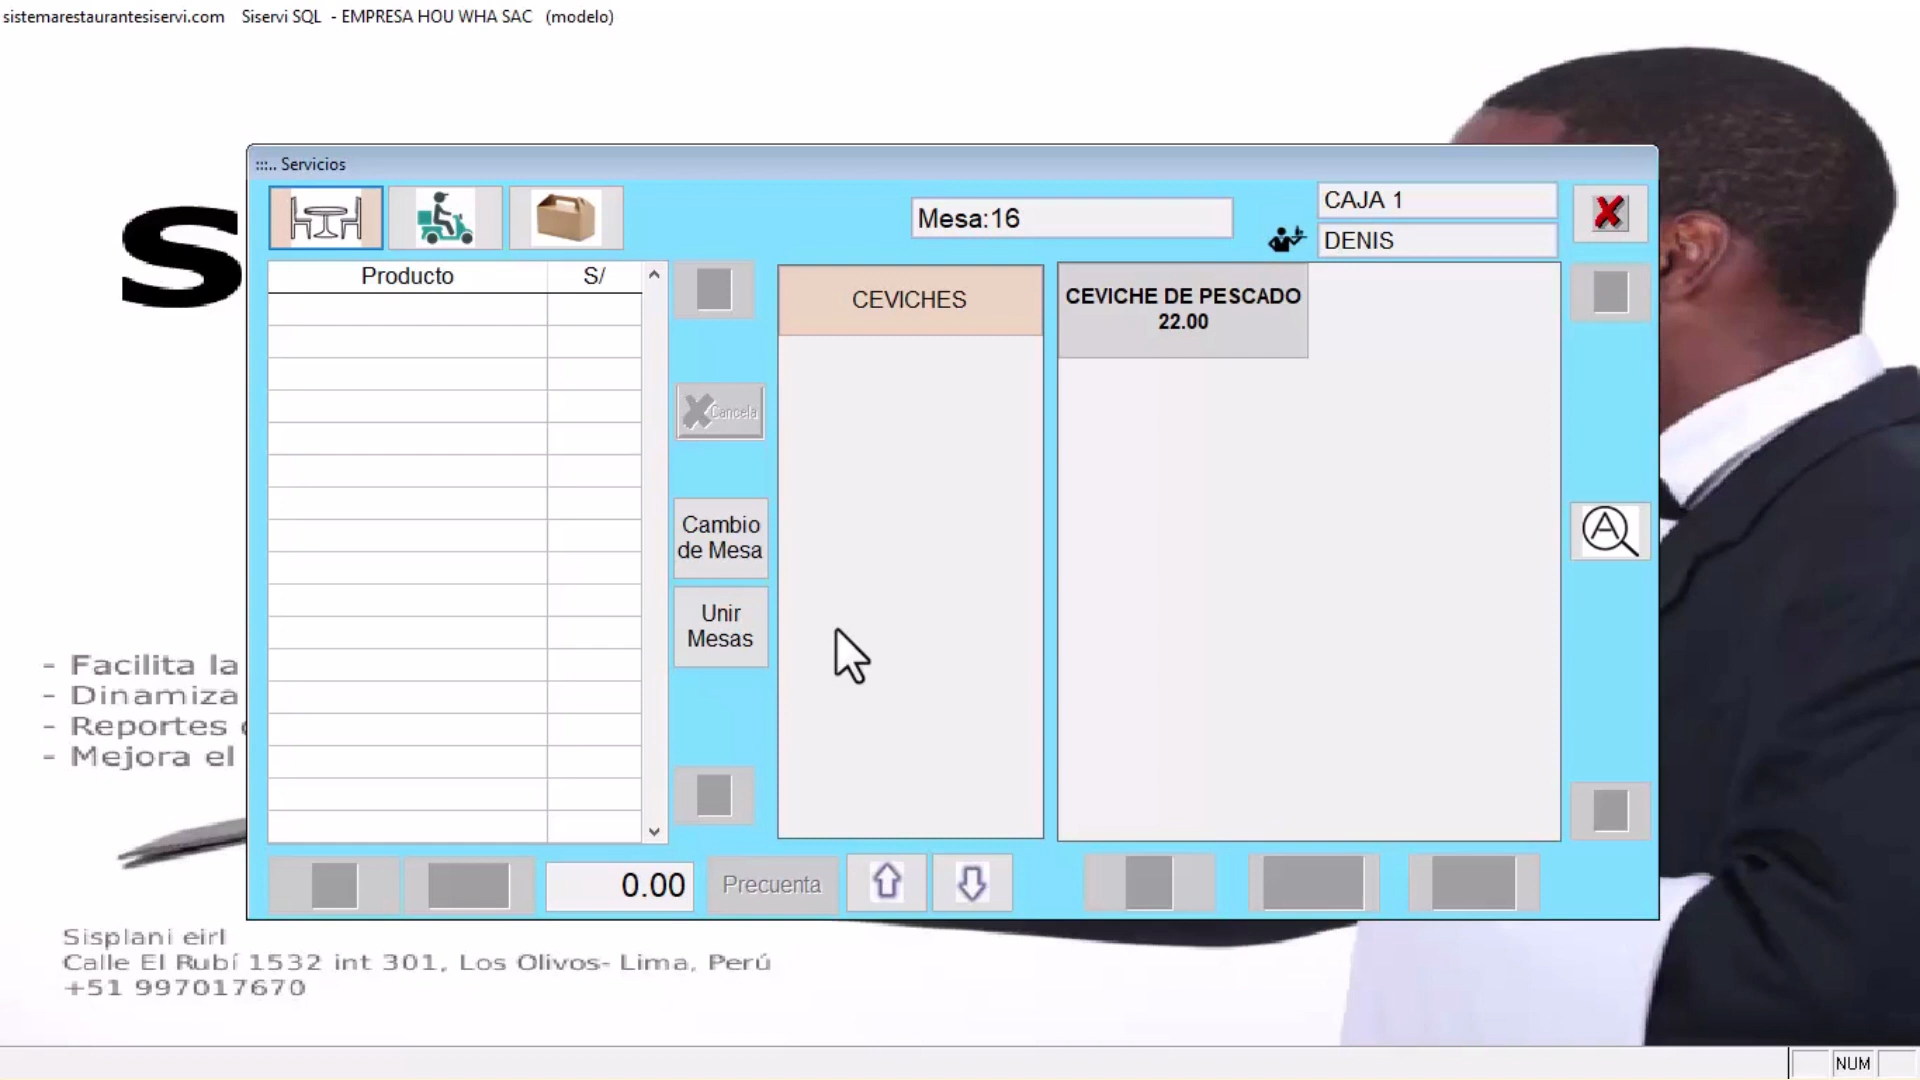 sistemarestaurantesiservi.com Siservi SQL - EMPRESA HOU WHA SAC (modelo)
:::.. Servicios
Mesa:16
CAJA 1
DENIS
Producto S/
CEVICHES
CEVICHE DE PESCADO
22.00
Cancela
Cambio
de Mesa
Unir
Mesas
0.00
Precuenta
S
- Facilita la
- Dinamiza
- Reportes
- Mejora el
Sisplani eirl
Calle El Rubí 1532 int 301, Los Olivos- Lima, Perú
+51 997017670
NUM